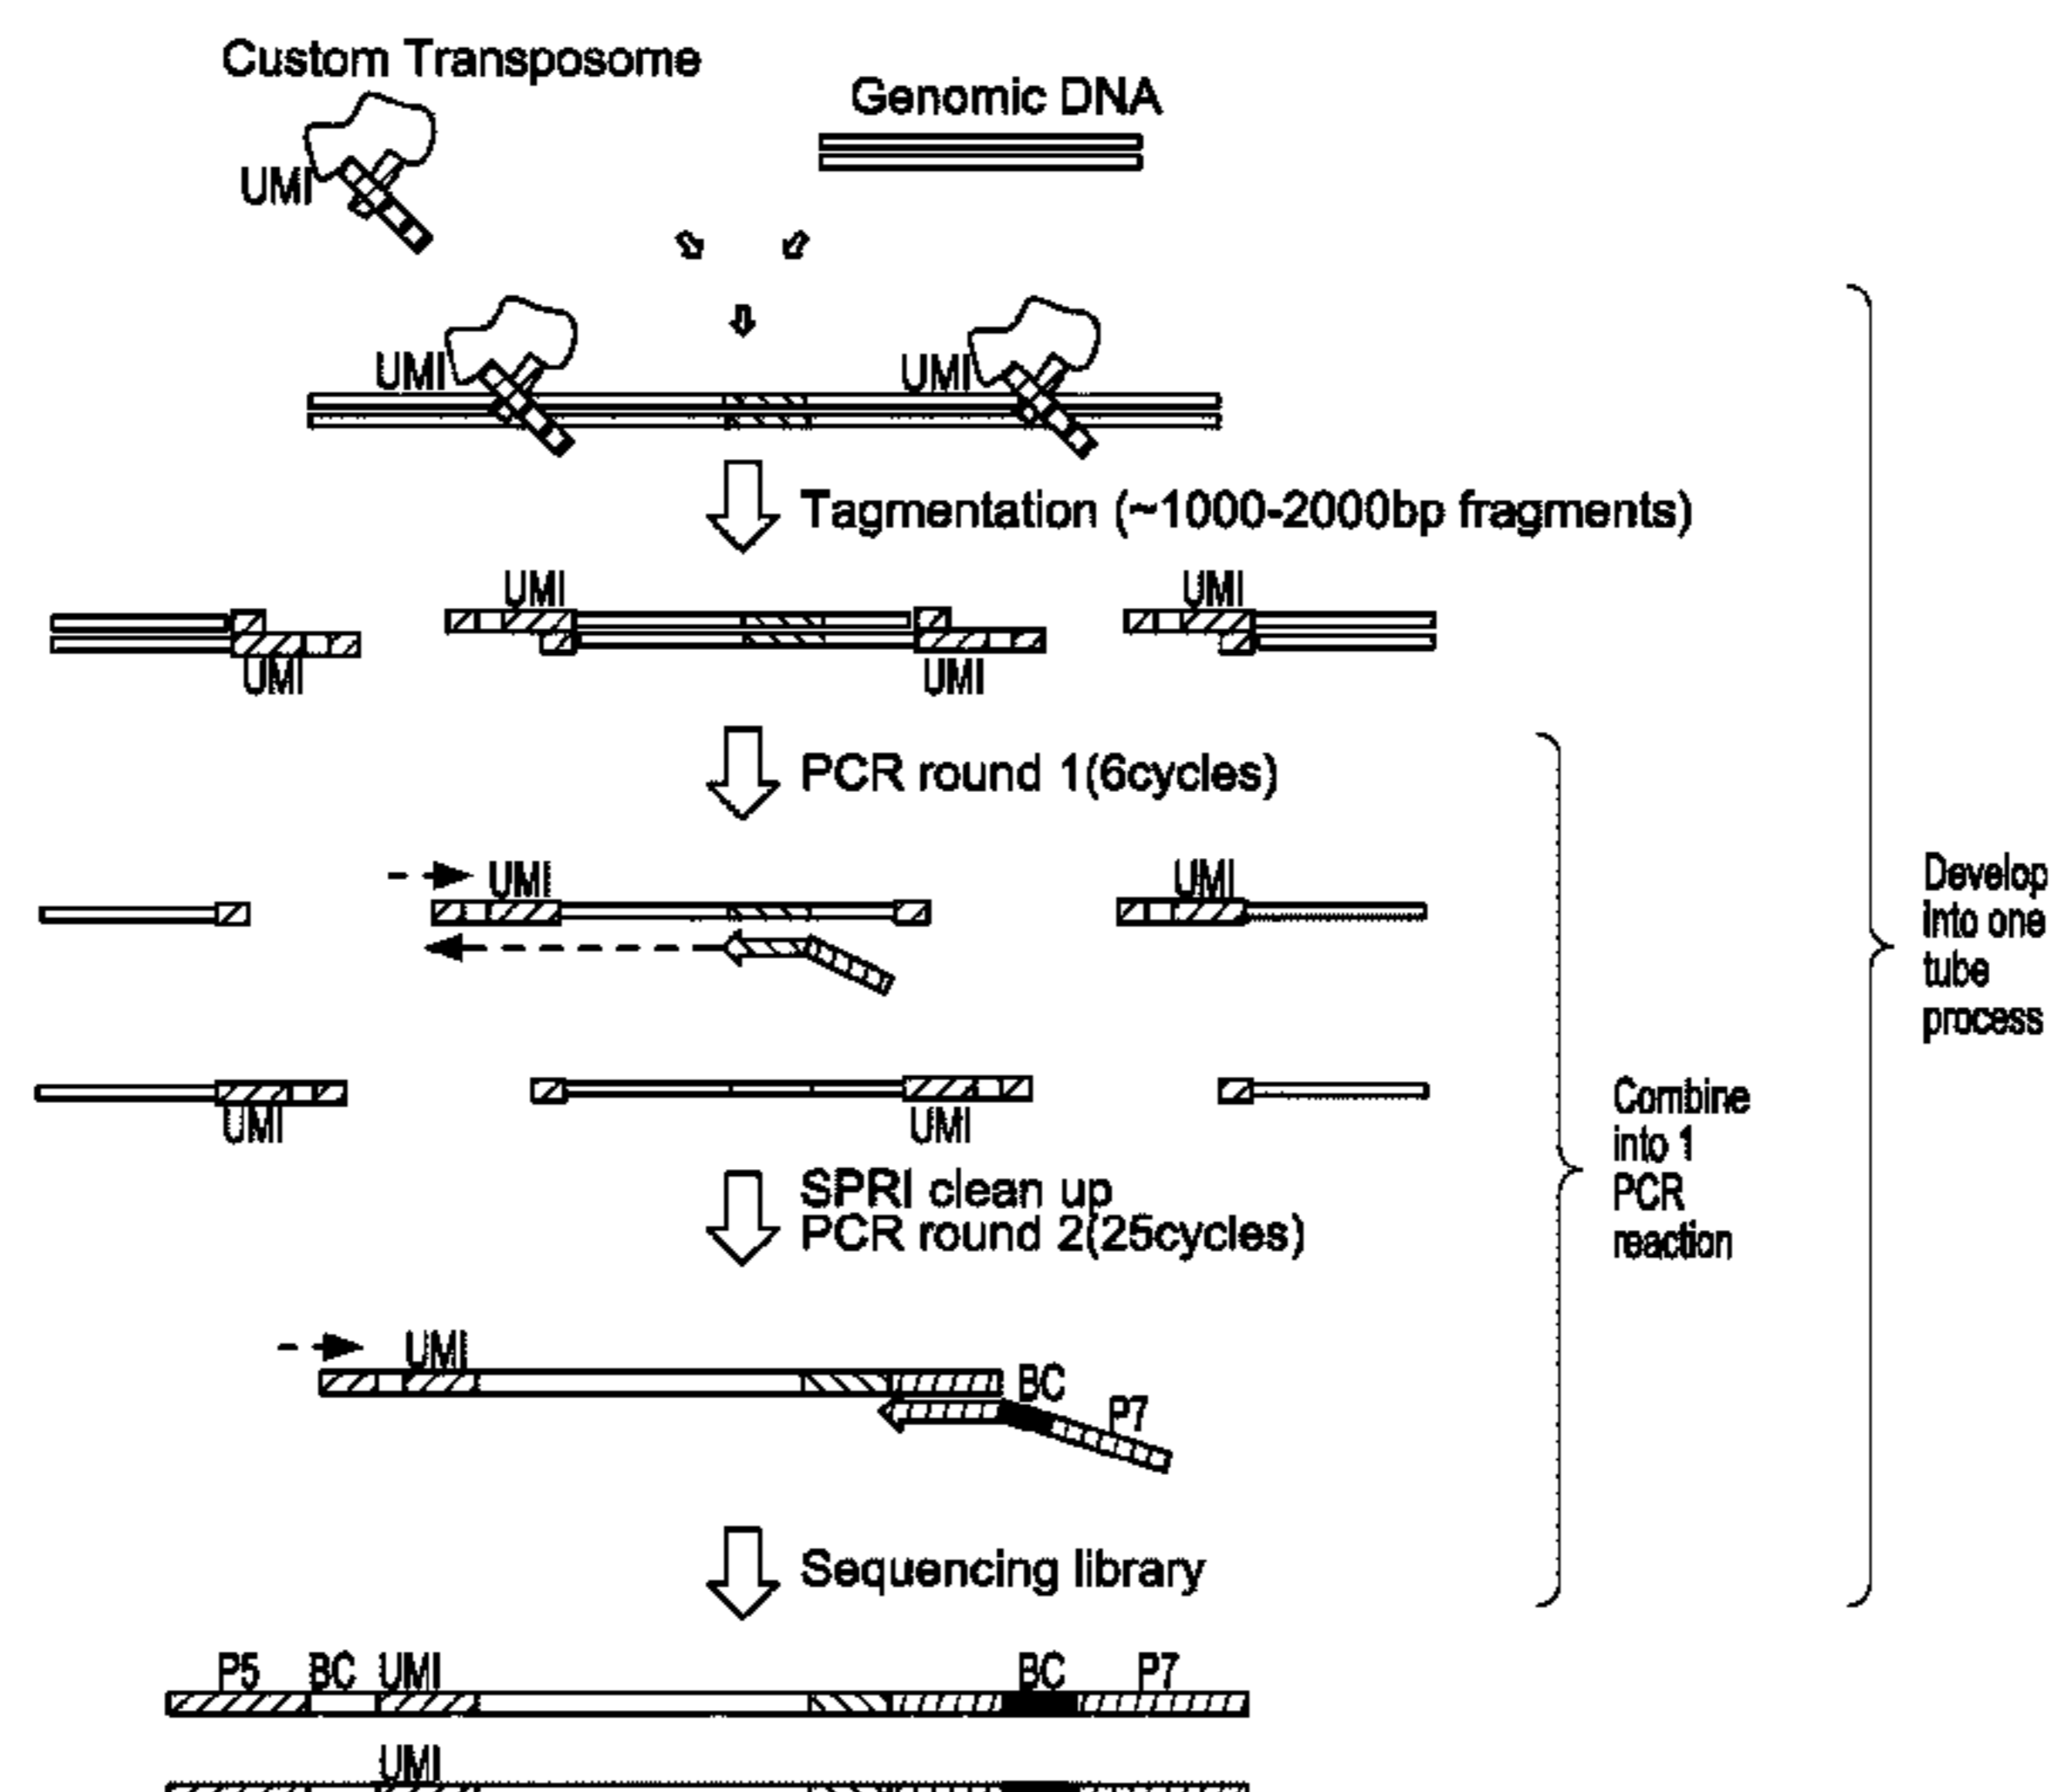 Custom Transposome
Genomic DNA
UMI
UMI
UMI
Tagmentation (~1000-2000bp fragments)
UMI
UMI
UMI
UMI
PCR round 1(6cycles)
UMI
UMI
Develop
into one
tube
process
UMI
UMI
Combine
into 1
PCR
reaction
SPRI clean up
PCR round 2(25cycles)
UMI
BC
P7
Sequencing library
P5 BC UMI BC P7
UMI